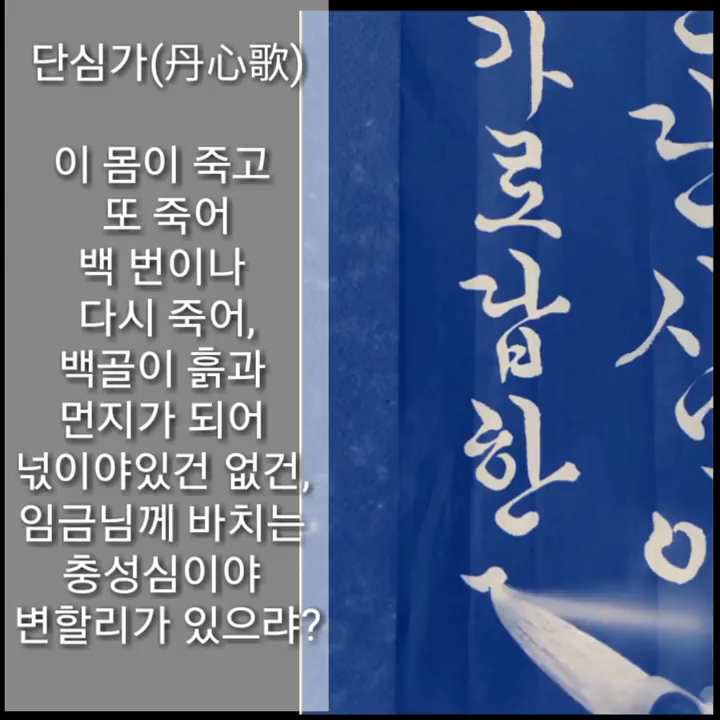 단심가(丹心歌)
이 몸이 죽고
또 죽어
백 번이나
다시 죽어,
백골이 흙과
먼지가 되어
넋이야있건 없건,
임금님께 바치는
충성심이야
변할리가 있으랴?
가로답한